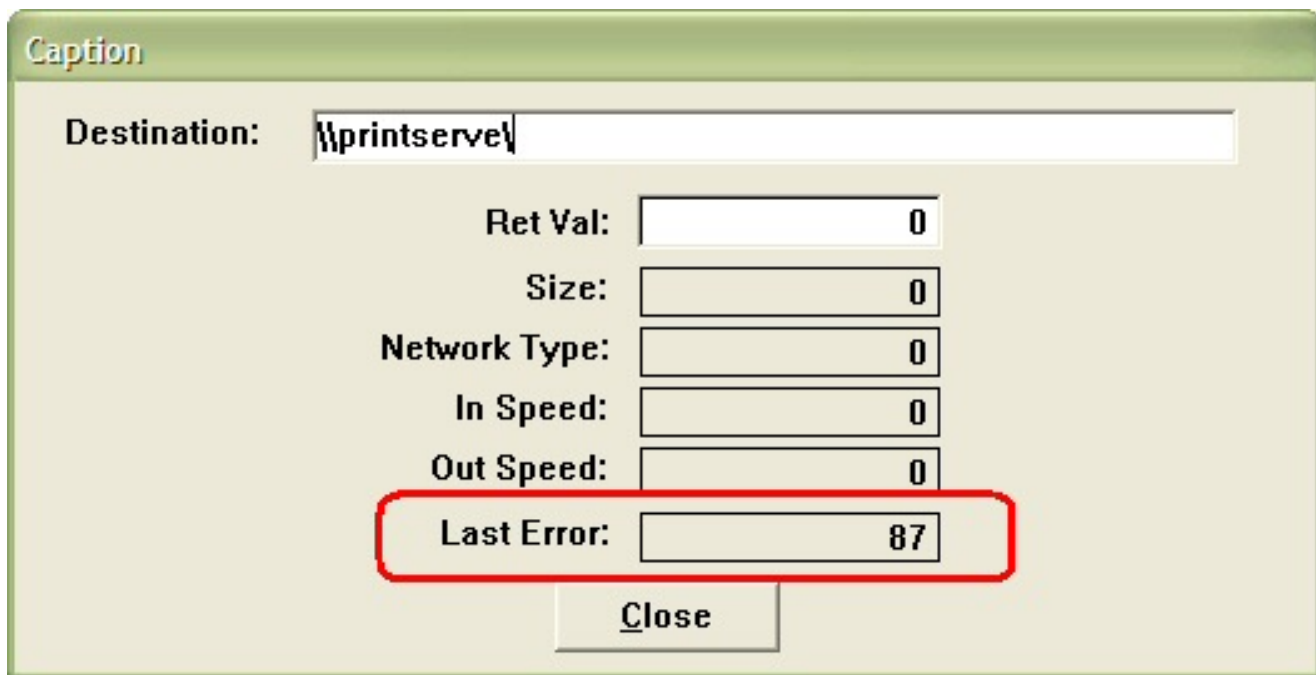 Caption
Destination: \\printserve\
Ret Val: 0
Size: 0
Network Type: 0
In Speed: 0
Out Speed: 0
Last Error: 87
Close